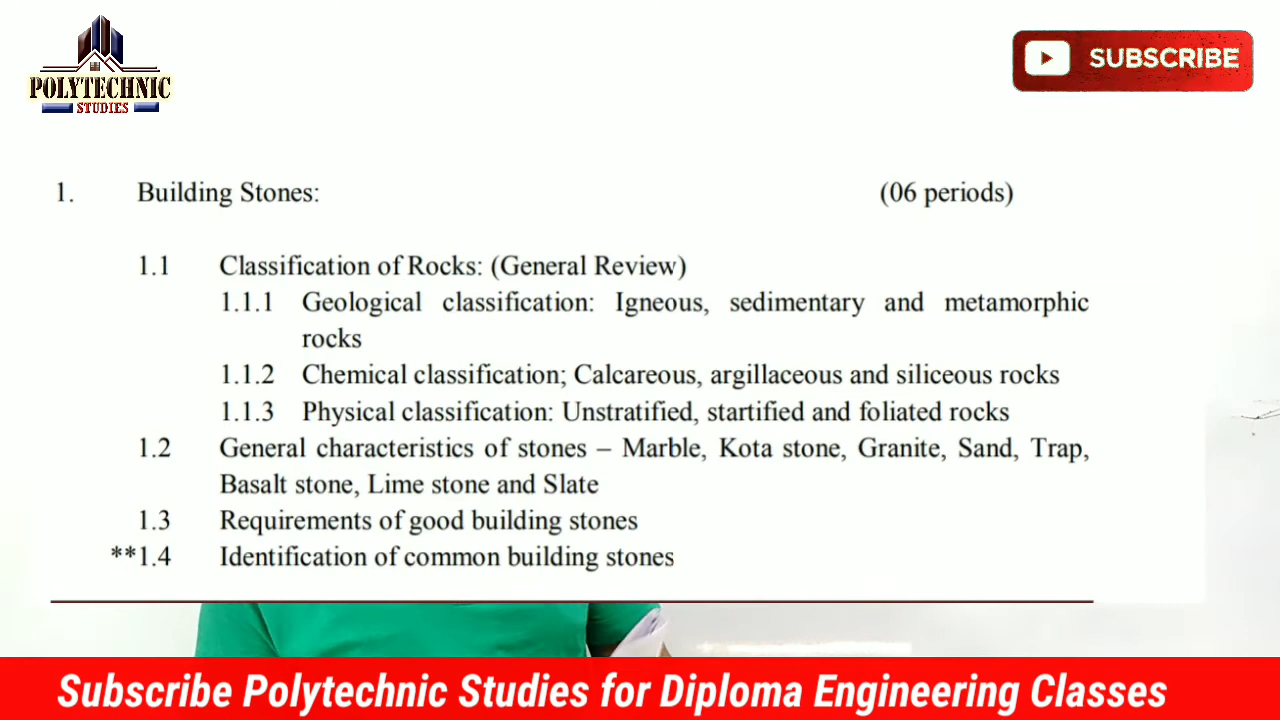 POLYTECHNIC
STUDIES
SUBSCRIBE
1. Building Stones: (06 periods)
1.1 Classification of Rocks: (General Review)
1.1.1 Geological classification: Igneous, sedimentary and metamorphic
rocks
1.1.2 Chemical classification; Calcareous, argillaceous and siliceous rocks
1.1.3 Physical classification: Unstratified, startified and foliated rocks
1.2 General characteristics of stones – Marble, Kota stone, Granite, Sand, Trap,
Basalt stone, Lime stone and Slate
1.3 Requirements of good building stones
**1.4 Identification of common building stones
Subscribe Polytechnic Studies for Diploma Engineering Classes